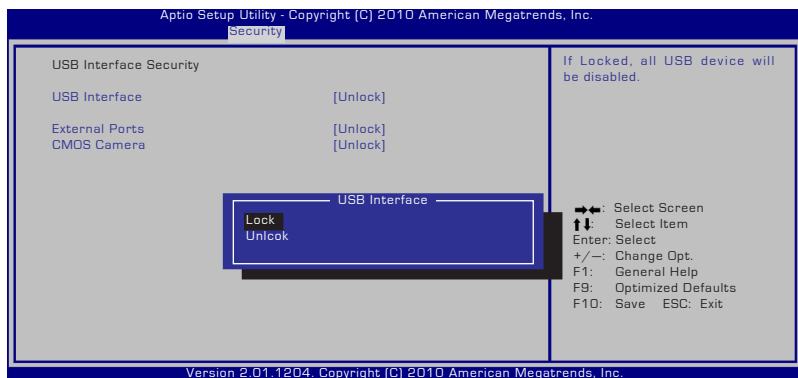 Aptio Setup Utility - Copyright (C) 2010 American Megatrends, Inc.
Security
USB Interface Security
USB Interface [Unlock]
External Ports [Unlock]
CMOS Camera [Unlock]
If Locked, all USB device will
be disabled.
USB Interface
Lock
Unlcok
→←: Select Screen
↑↓: Select Item
Enter: Select
+/—: Change Opt.
F1: General Help
F9: Optimized Defaults
F10: Save ESC: Exit
Version 2.01.1204. Copyright (C) 2010 American Megatrends, Inc.